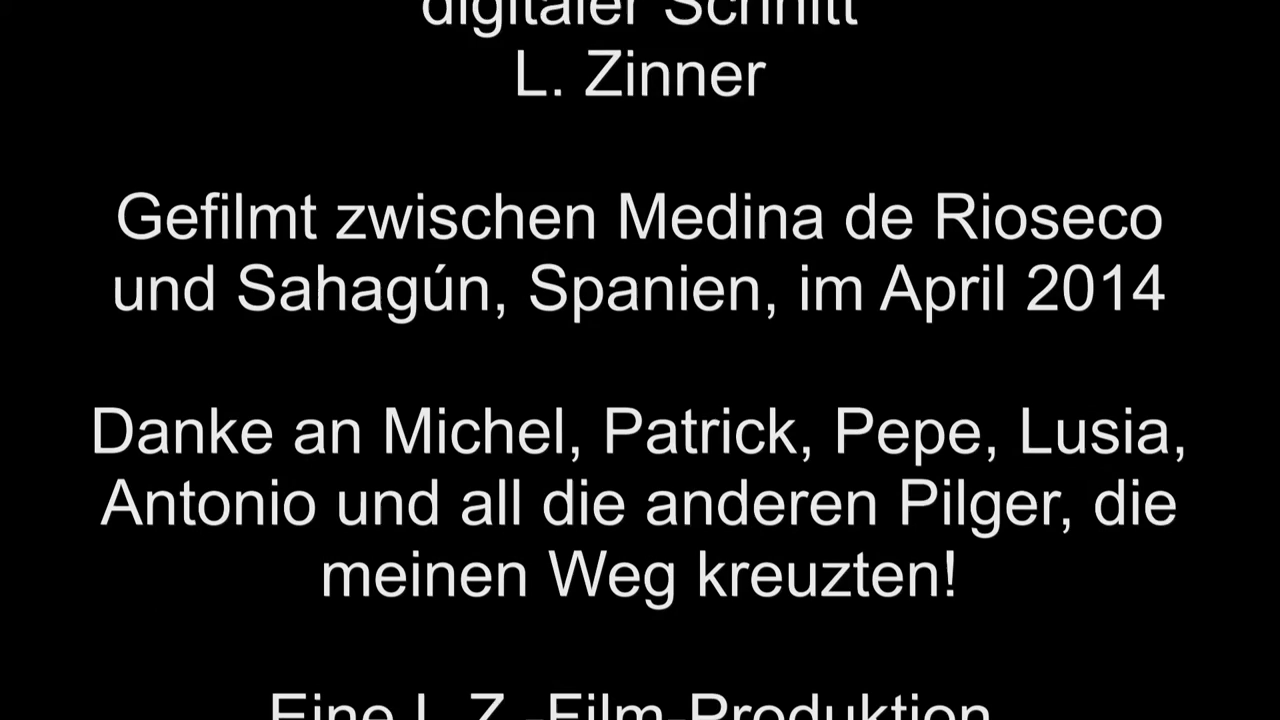 digitaler Schnitt
L. Zinner
Gefilmt zwischen Medina de Rioseco
und Sahagún, Spanien, im April 2014
Danke an Michel, Patrick, Pepe, Lusia,
Antonio und all die anderen Pilger, die
meinen Weg kreuzten!
Eine L.Z.-Film-Produktion